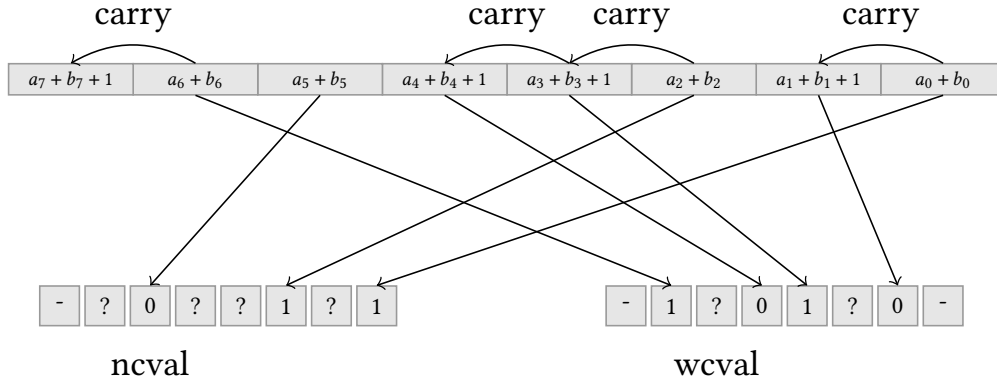 carry carry carry carry
a₇ + b₇ + 1 a₆ + b₆ a₅ + b₅ a₄ + b₄ + 1 a₃ + b₃ + 1 a₂ + b₂ a₁ + b₁ + 1 a₀ + b₀
- ? 0 ? ? 1 ? 1 - 1 ? 0 1 ? 0 -
ncval wcval